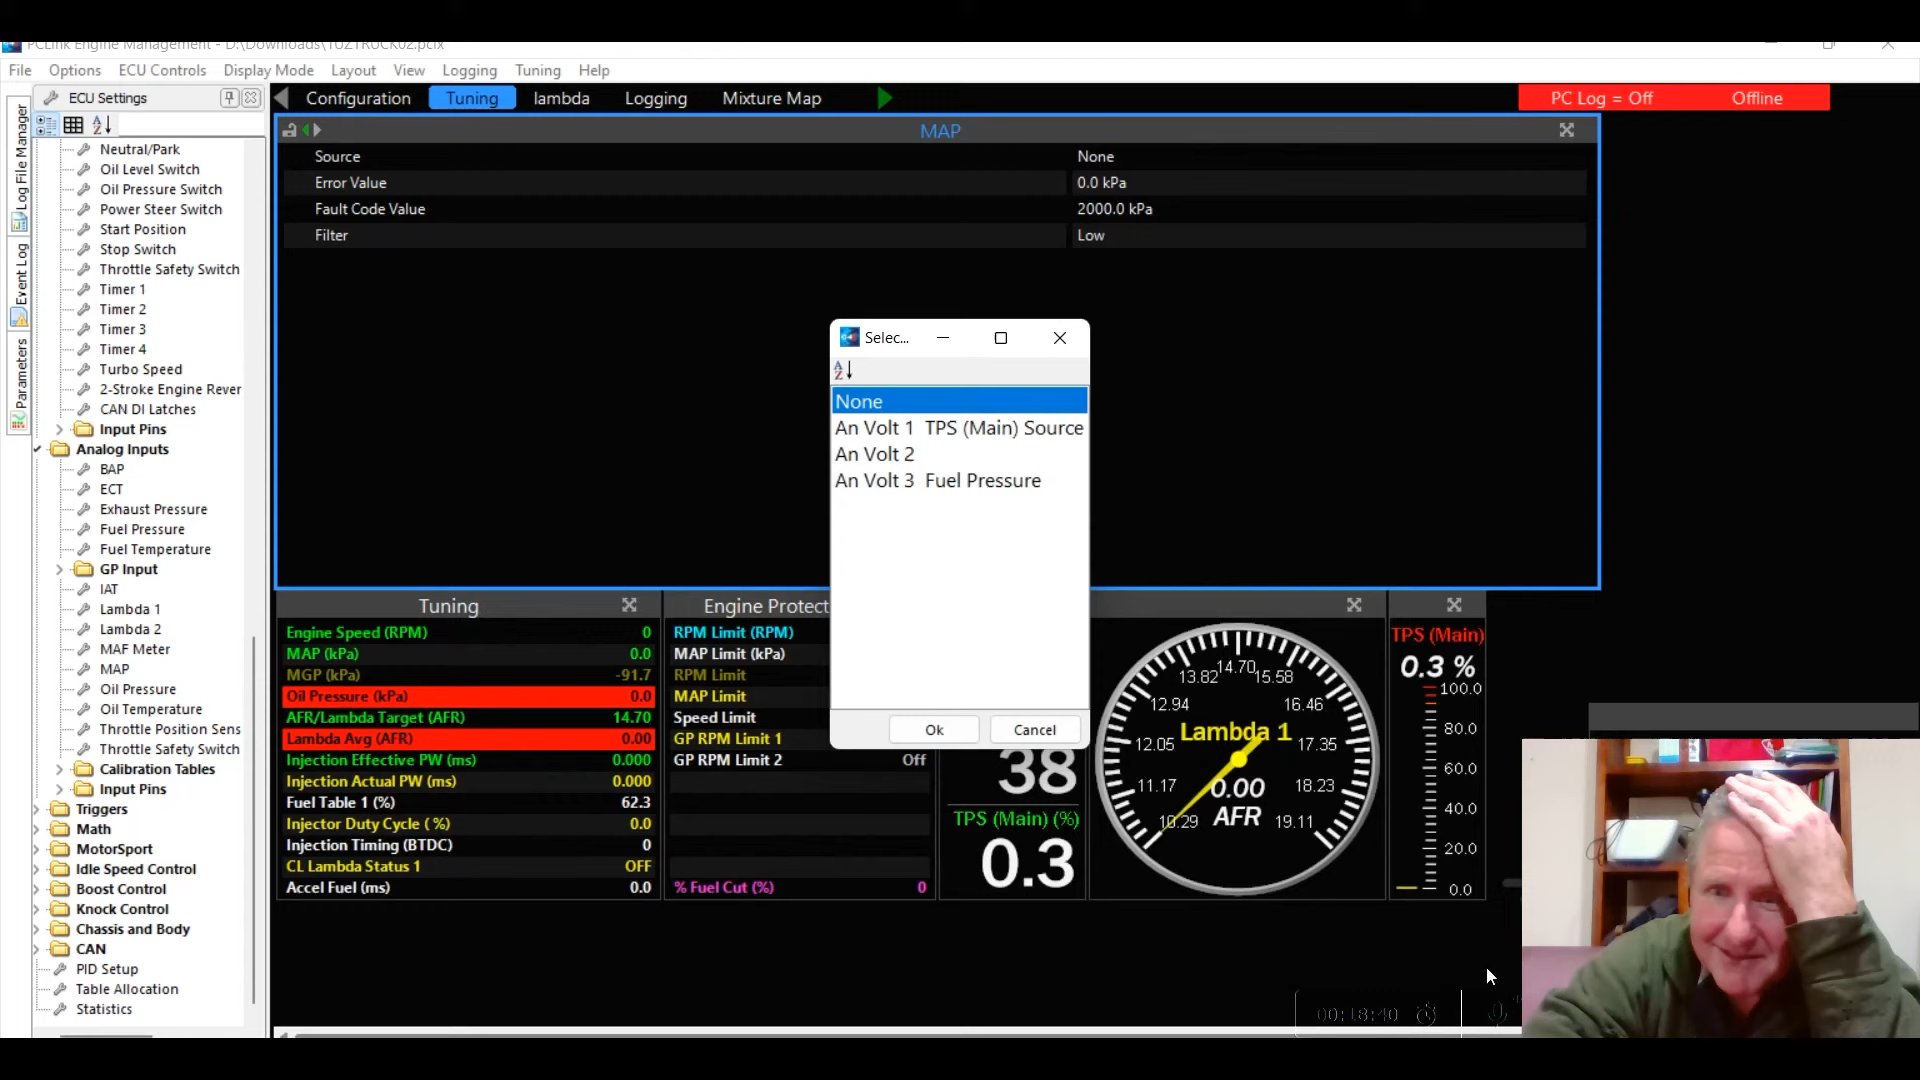 PCLink Engine Management - D:\Downloads\1UZTRUCK02.pclx
File Options ECU Controls Display Mode Layout View Logging Tuning Help
ECU Settings
Configuration Tuning lambda Logging Mixture Map
PC Log = Off Offline
Log File Manager
Event Log
Parameters
Neutral/Park
Oil Level Switch
Oil Pressure Switch
Power Steer Switch
Start Position
Stop Switch
Throttle Safety Switch
Timer 1
Timer 2
Timer 3
Timer 4
Turbo Speed
2-Stroke Engine Rever
CAN DI Latches
Input Pins
Analog Inputs
BAP
ECT
Exhaust Pressure
Fuel Pressure
Fuel Temperature
GP Input
IAT
Lambda 1
Lambda 2
MAF Meter
MAP
Oil Pressure
Oil Temperature
Throttle Position Sens
Throttle Safety Switch
Calibration Tables
Input Pins
Triggers
Math
MotorSport
Idle Speed Control
Boost Control
Knock Control
Chassis and Body
CAN
PID Setup
Table Allocation
Statistics
MAP
Source None
Error Value 0.0 kPa
Fault Code Value 2000.0 kPa
Filter Low
Selec...
None
An Volt 1 TPS (Main) Source
An Volt 2
An Volt 3 Fuel Pressure
Ok Cancel
Tuning
Engine Speed (RPM) 0
MAP (kPa) 0.0
MGP (kPa) -91.7
Oil Pressure (kPa) 0.0
AFR/Lambda Target (AFR) 14.70
Lambda Avg (AFR) 0.00
Injection Effective PW (ms) 0.000
Injection Actual PW (ms) 0.000
Fuel Table 1 (%) 62.3
Injector Duty Cycle (%) 0.0
Injection Timing (BTDC) 0
CL Lambda Status 1 OFF
Accel Fuel (ms) 0.0
Engine Protect
RPM Limit (RPM)
MAP Limit (kPa)
RPM Limit
MAP Limit
Speed Limit
GP RPM Limit 1
GP RPM Limit 2 Off
% Fuel Cut (%) 0
38
TPS (Main) (%)
0.3
10.29
11.17
12.05
12.94
13.82
14.70
15.58
16.46
17.35
18.23
19.11
Lambda 1
0.00
AFR
TPS (Main)
0.3 %
100.0
80.0
60.0
40.0
20.0
0.0
00:18:40